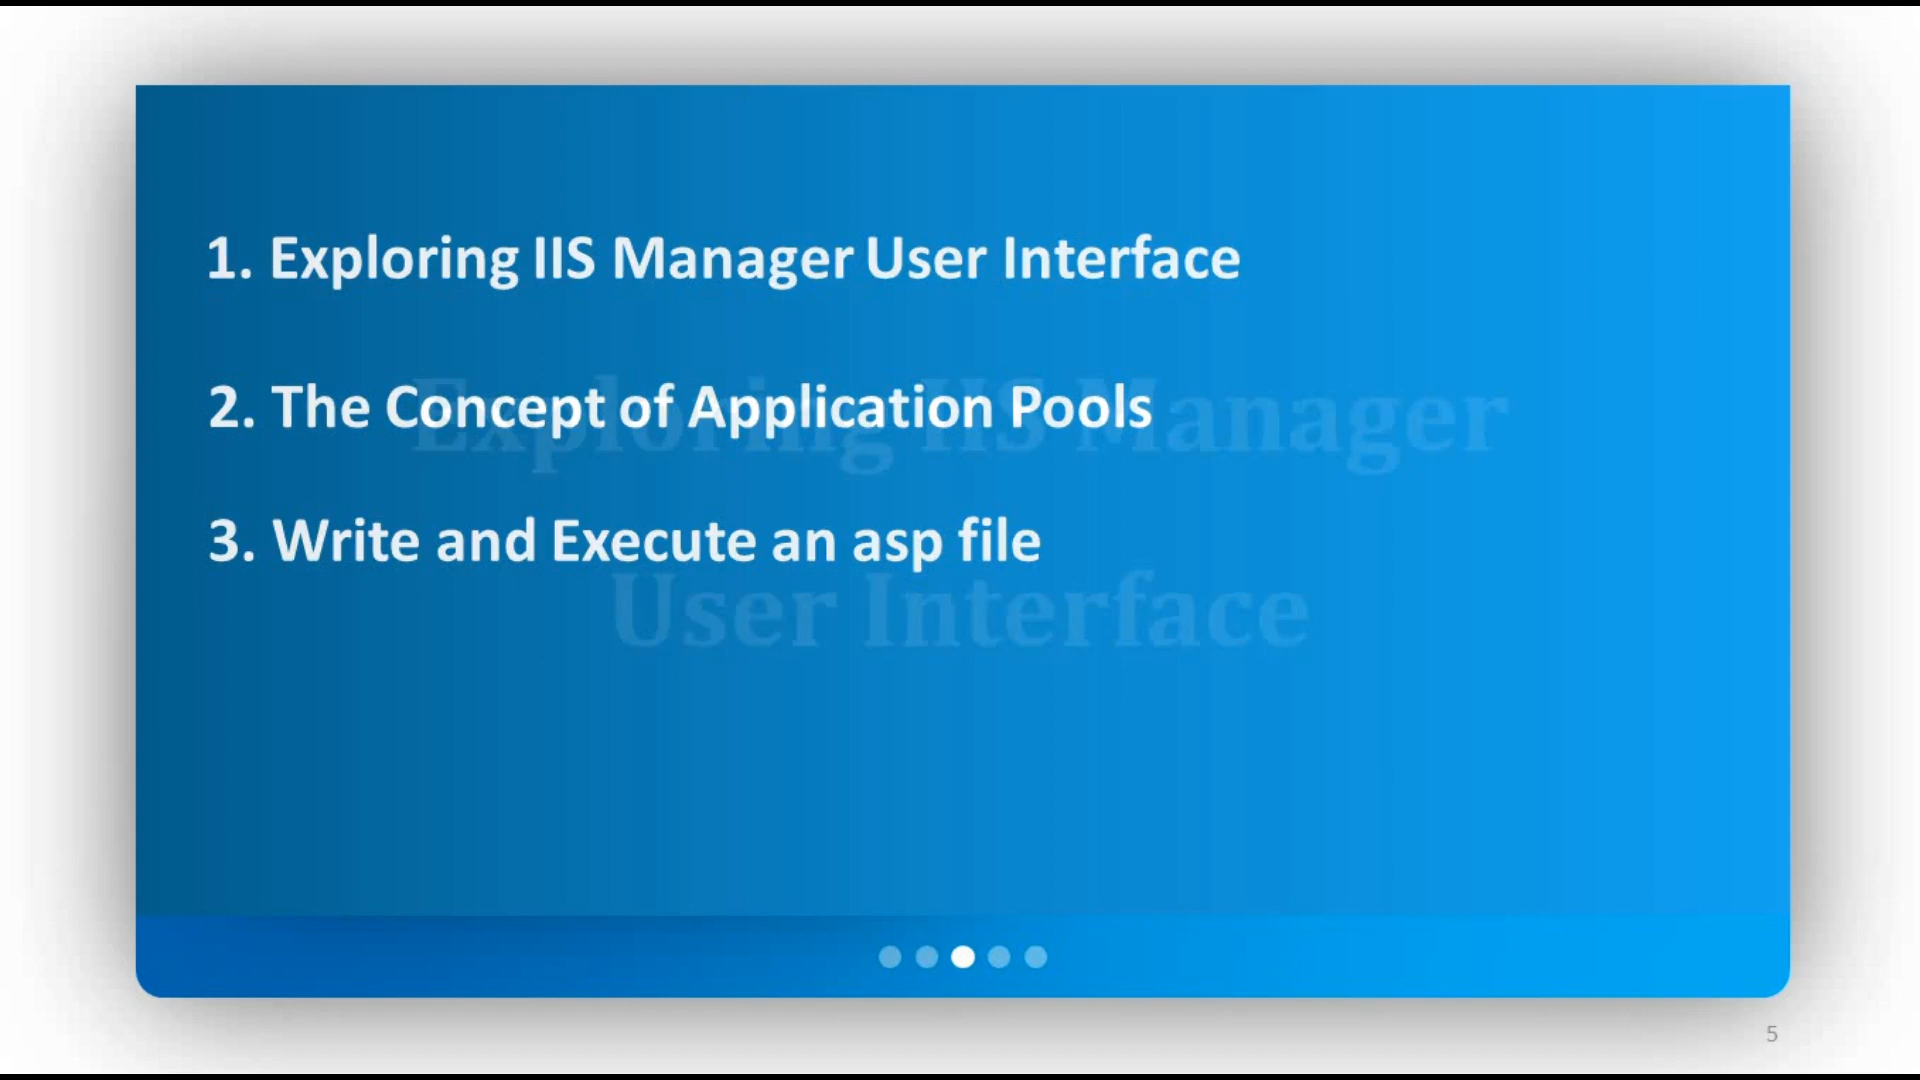 1. Exploring IIS Manager User Interface
2. The Concept of Application Pools
Exploring IIS Manager
3. Write and Execute an asp file
User Interface
5